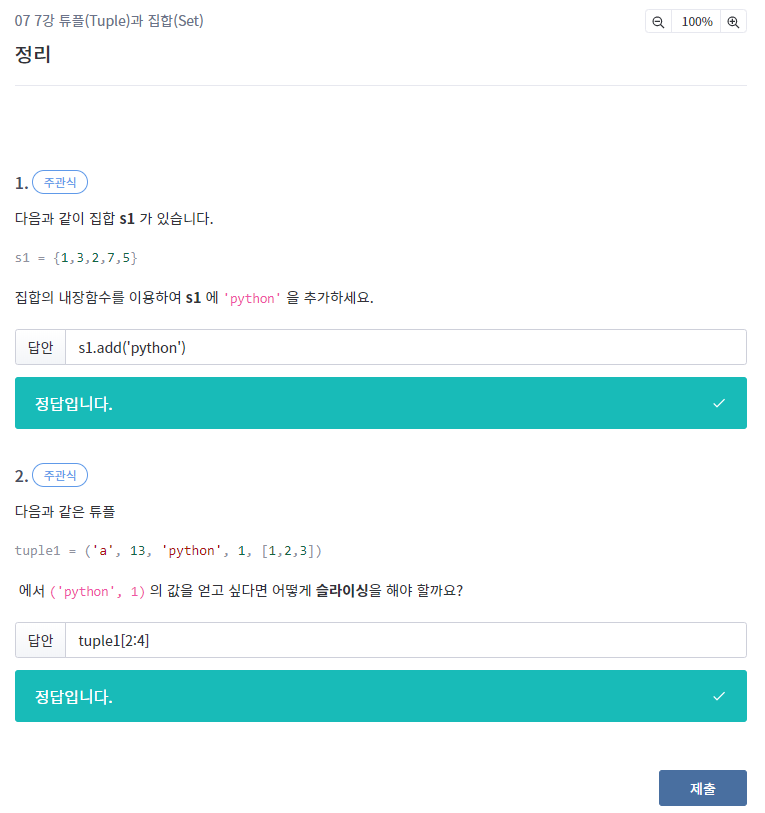 07 7강 튜플(Tuple)과 집합(Set)
100%
정리
1. 주관식
다음과 같이 집합 s1 가 있습니다.
s1 = {1,3,2,7,5}
집합의 내장함수를 이용하여 s1 에 'python' 을 추가하세요.
답안 s1.add('python')
정답입니다.
2. 주관식
다음과 같은 튜플
tuple1 = ('a', 13, 'python', 1, [1,2,3])
에서 ('python', 1) 의 값을 얻고 싶다면 어떻게 슬라이싱을 해야 할까요?
답안 tuple1[2:4]
정답입니다.
제출